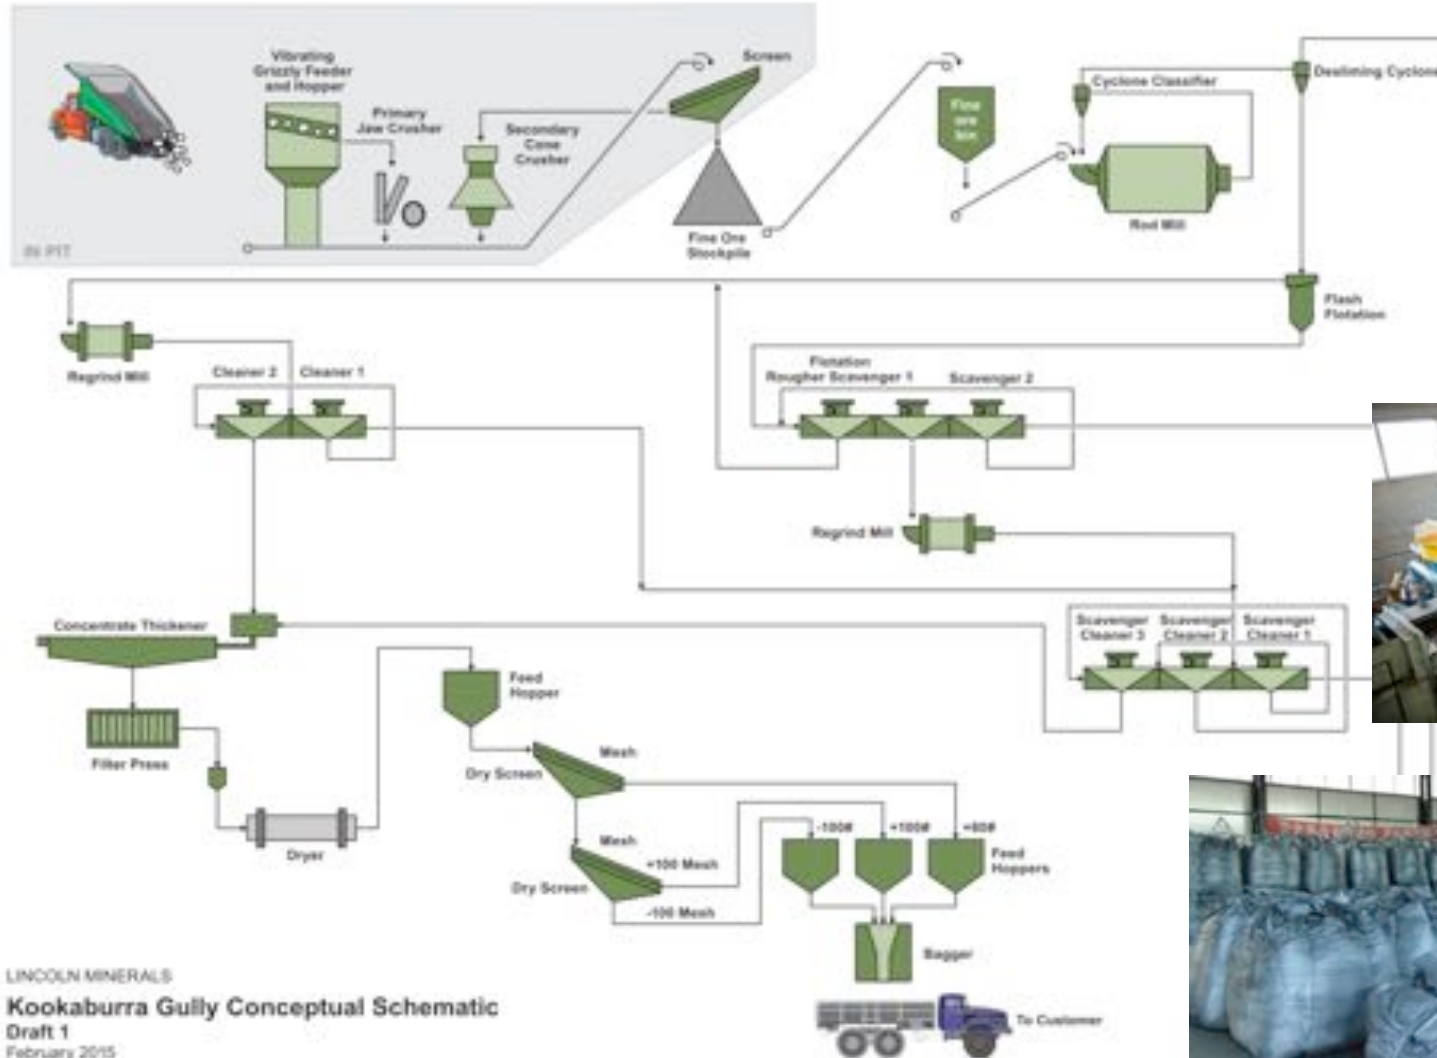 Vibrating
Grizzly Feeder
and Hopper
Primary
Jaw Crusher
Secondary
Cone
Crusher
Screen
Fine Ore
Stockpile
Fine
ore
bin
Cyclone Classifier
Desliming Cyclone
Rod Mill
IN PIT
Flash
Flotation
Regrind Mill
Cleaner 2
Cleaner 1
Flotation
Rougher Scavenger 1
Scavenger 2
Regrind Mill
Concentrate Thickener
Scavenger
Cleaner 3
Scavenger
Cleaner 2
Scavenger
Cleaner 1
Feed
Hopper
Filter Press
Dryer
Mesh
Dry Screen
Mesh
Dry Screen
+100 Mesh
-100 Mesh
-100#
+100#
+80#
Feed
Hoppers
Bagger
To Customer
LINCOLN MINERALS
Kookaburra Gully Conceptual Schematic
Draft 1
February 2015